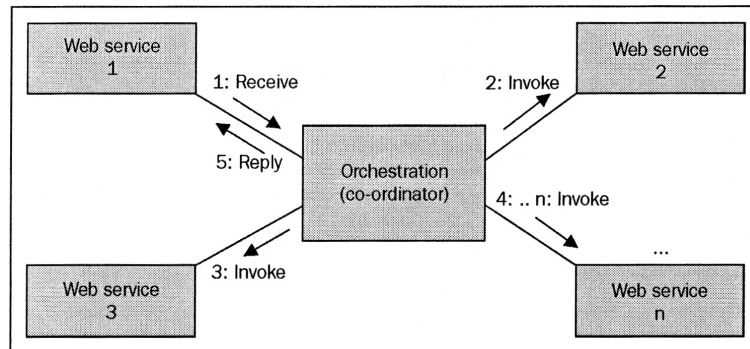 Web service
1
Web service
2
1: Receive
2: Invoke
5: Reply
Orchestration
(co-ordinator)
4: .. n: Invoke
3: Invoke
...
Web service
3
Web service
n